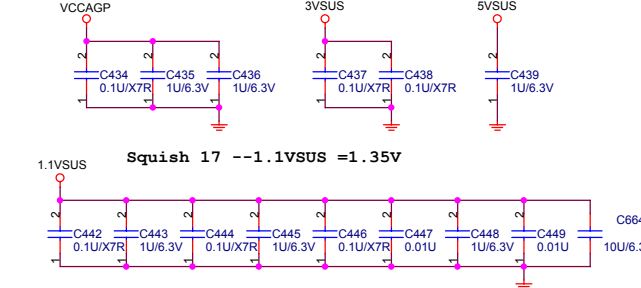 VCCAGP
3VSUS
5VSUS
2 2 2 2 2 2
C434 C435 C436 C437 C438 C439
0.1U/X7R 1U/6.3V 1U/6.3V 0.1U/X7R 0.1U/X7R 1U/6.3V
1 1 1 1 1 1
Squish 17 --1.1VSUS =1.35V
1.1VSUS
2 2 2 2 2 2 2 2
C664
C442 C443 C444 C445 C446 C447 C448 C449
0.1U/X7R 1U/6.3V 0.1U/X7R 1U/6.3V 0.1U/X7R 0.01U 1U/6.3V 0.01U 10U/6.3
1 1 1 1 1 1 1 1